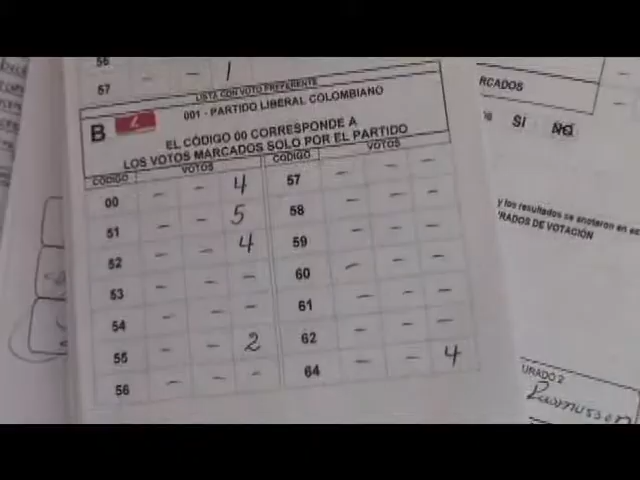 56
57 - - 1
LISTA CON VOTO PREFERENTE
B L 001 - PARTIDO LIBERAL COLOMBIANO
EL CÓDIGO 00 CORRESPONDE A
LOS VOTOS MARCADOS SOLO POR EL PARTIDO
CÓDIGO VOTOS CÓDIGO VOTOS
00 - - 4 57 - - -
51 - - 5 58 - - -
52 - - 4 59 - - -
53 - - - 60 - - -
54 - - - 61 - - -
55 - - 2 62 - - -
56 - - - 64 - - 4
RCADOS
SI NO
y los resultados se anotaron en
RADOS DE VOTACIÓN
URADO 2
Rasmussen